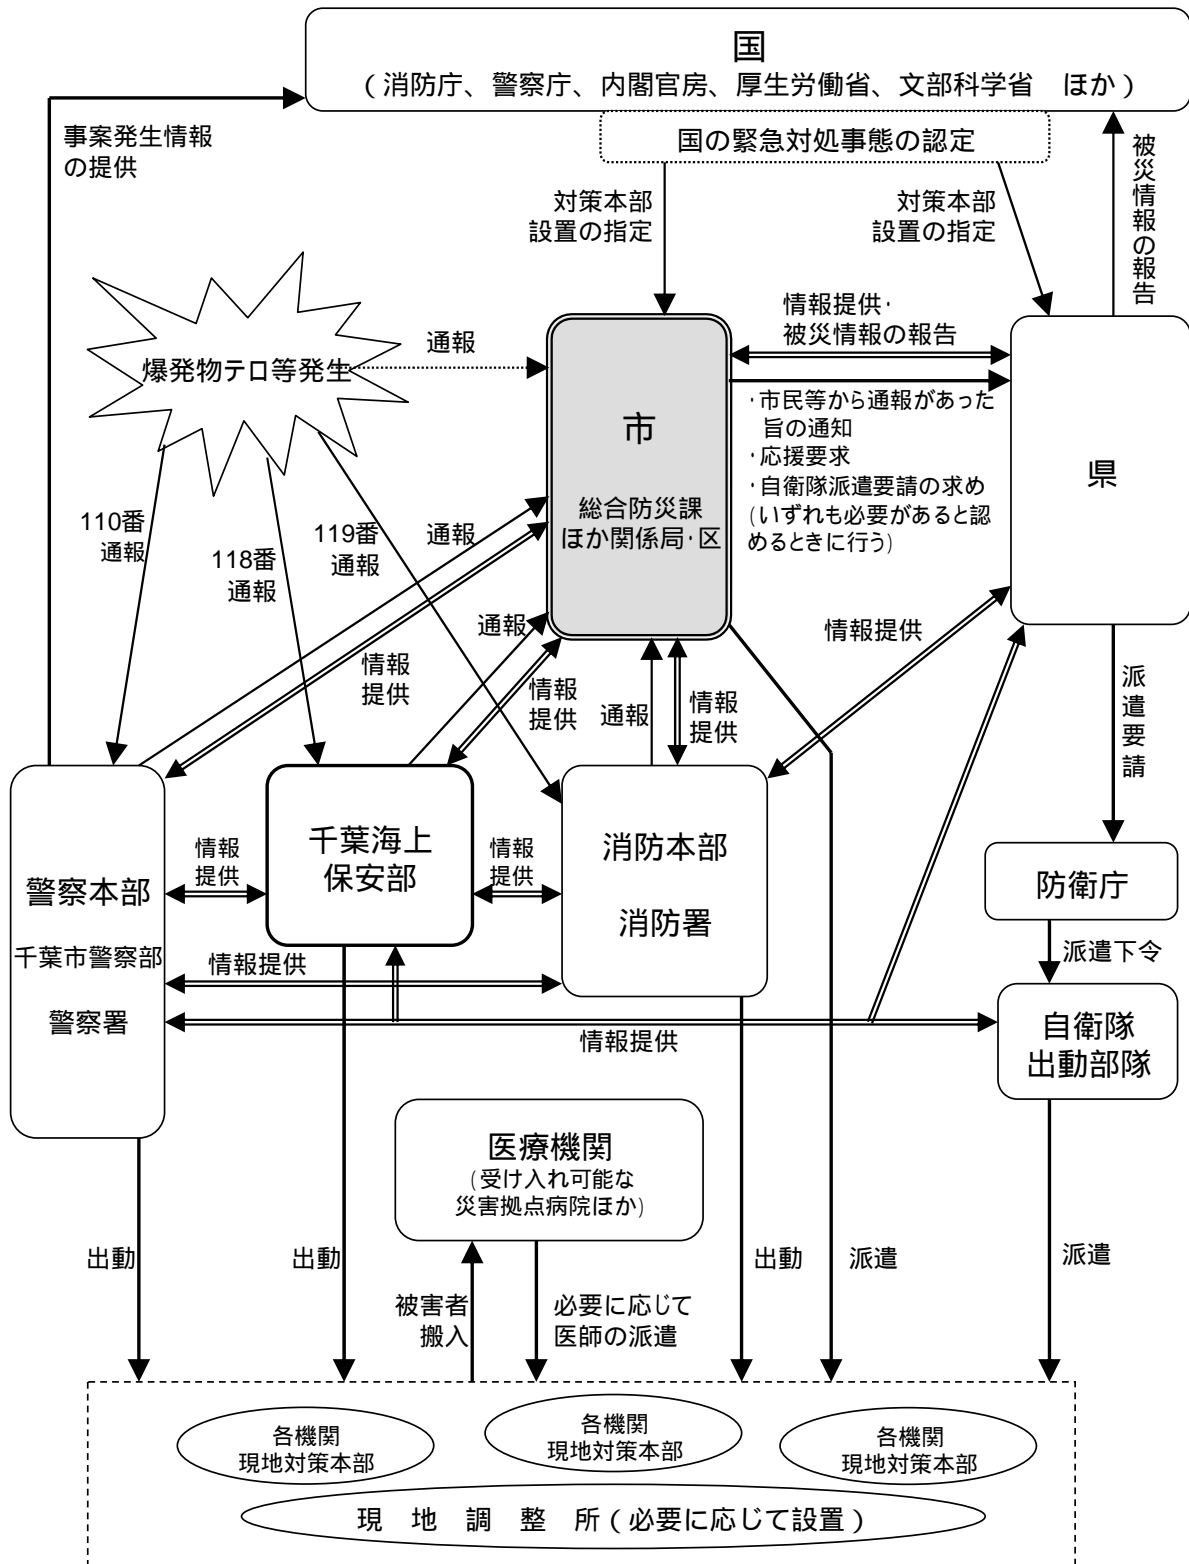 国
（消防庁、警察庁、内閣官房、厚生労働省、文部科学省　ほか）
国の緊急対処事態の認定
事案発生情報
の提供
対策本部
設置の指定
対策本部
設置の指定
被災情報の報告
爆発物テロ等発生
通報
情報提供・
被災情報の報告
市
総合防災課
ほか関係局・区
・市民等から通報があった
旨の通知
・応援要求
・自衛隊派遣要請の求め
(いずれも必要があると認
めるときに行う)
県
110番
通報
118番
通報
119番
通報
通報
通報
情報
提供
情報
提供
通報
情報
提供
情報提供
派遣要請
警察本部
千葉市警察部
警察署
情報
提供
千葉海上
保安部
情報
提供
消防本部
消防署
防衛庁
派遣下令
情報提供
情報提供
自衛隊
出動部隊
医療機関
(受け入れ可能な
災害拠点病院ほか)
出動
出動
被害者
搬入
必要に応じて
医師の派遣
出動
派遣
派遣
各機関
現地対策本部
各機関
現地対策本部
各機関
現地対策本部
現　地　調　整　所（必要に応じて設置）